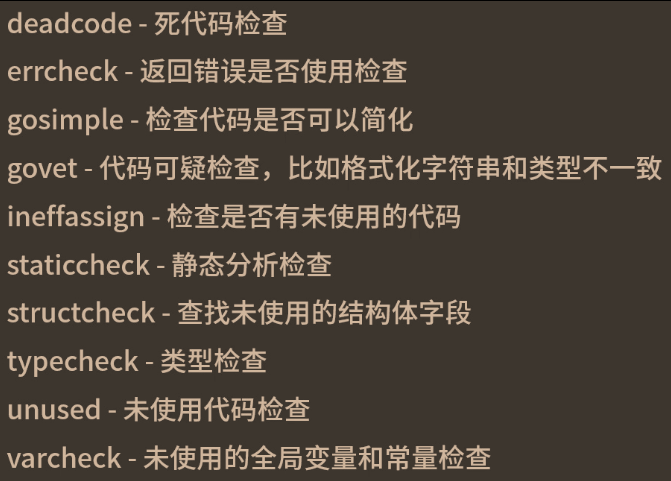 deadcode - 死代码检查
errcheck - 返回错误是否使用检查
gosimple - 检查代码是否可以简化
govet - 代码可疑检查，比如格式化字符串和类型不一致
ineffassign - 检查是否有未使用的代码
staticcheck - 静态分析检查
structcheck - 查找未使用的结构体字段
typecheck - 类型检查
unused - 未使用代码检查
varcheck - 未使用的全局变量和常量检查